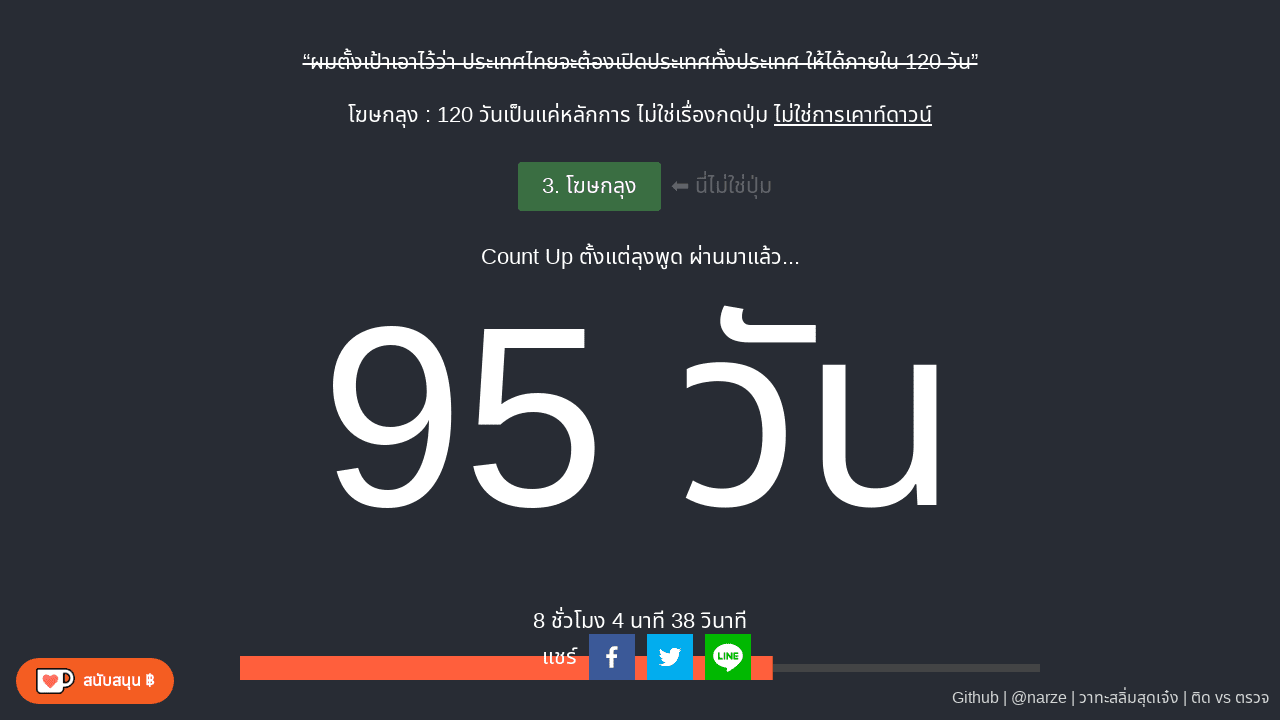 “ผมตั้งเป้าเอาไว้ว่า ประเทศไทยจะต้องเปิดประเทศทั้งประเทศ ให้ได้ภายใน 120 วัน”
โฆษกลุง : 120 วันเป็นแค่หลักการ ไม่ใช่เรื่องกดปุ่ม ไม่ใช่การเคาท์ดาวน์
3. โฆษกลุง ⬅ นี่ไม่ใช่ปุ่ม
Count Up ตั้งแต่ลุงพูด ผ่านมาแล้ว...
95 วัน
8 ชั่วโมง 4 นาที 38 วินาที
แชร์ LINE
สนับสนุน ฿
Github | @narze | วาทะสลิ่มสุดเจ๋ง | ติด vs ตรวจ